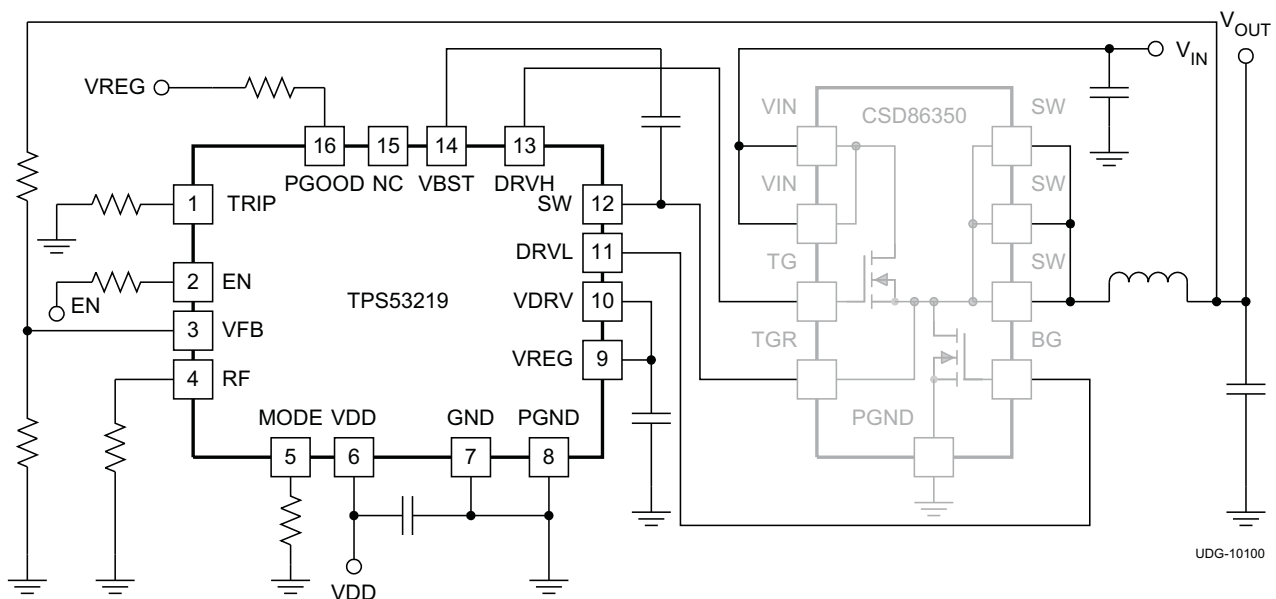 VOUT
VIN
VREG
VIN
CSD86350
SW
16
15
14
13
PGOOD
NC
VBST
DRVH
VIN
SW
1
TRIP
SW
12
DRVL
11
TG
SW
2
EN
EN
TPS53219
VDRV
10
3
VFB
TGR
BG
VREG
9
4
RF
MODE
VDD
GND
PGND
PGND
5
6
7
8
VDD
UDG-10100